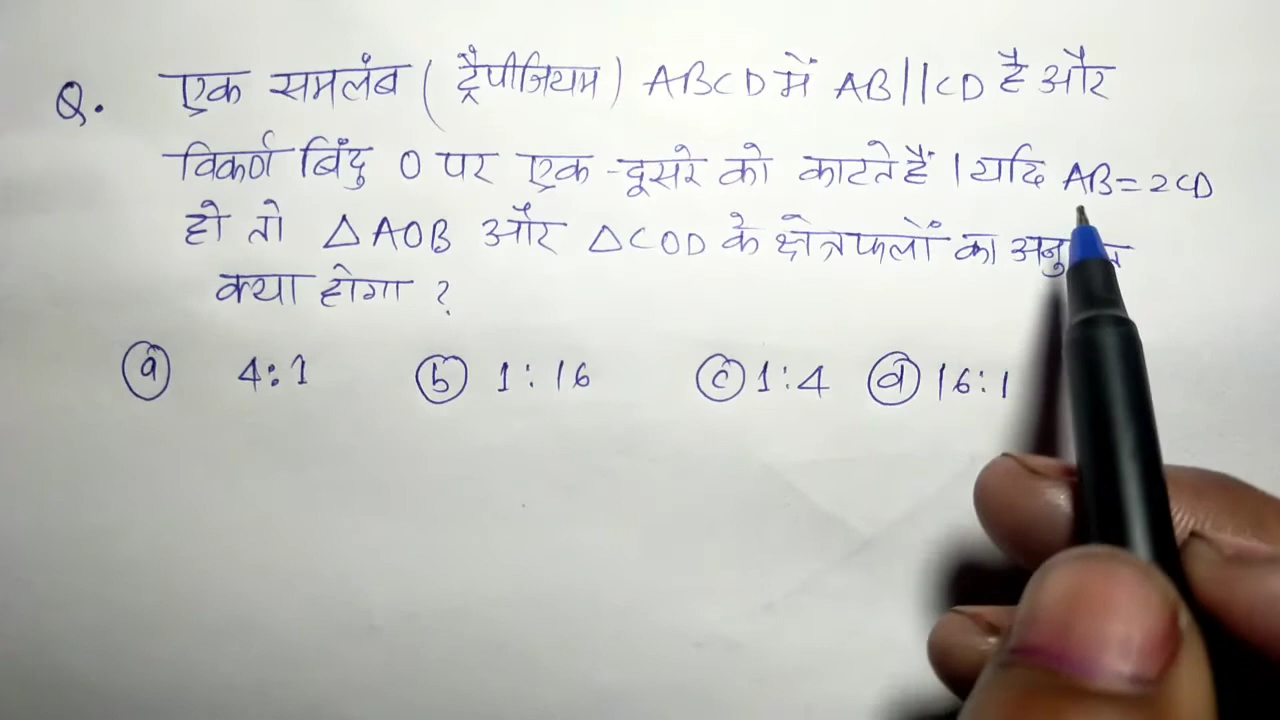 Q. एक समलंब ( ट्रैपीजियम ) ABCD में AB||CD है और
विकर्ण बिंदु O पर एक-दूसरे को काटते हैं । यदि AB=2CD
हो तो △AOB और △COD के क्षेत्रफलों का
क्या होगा ?
(a) 4:1 (b) 1:16 (c) 1:4 (d) 16:1